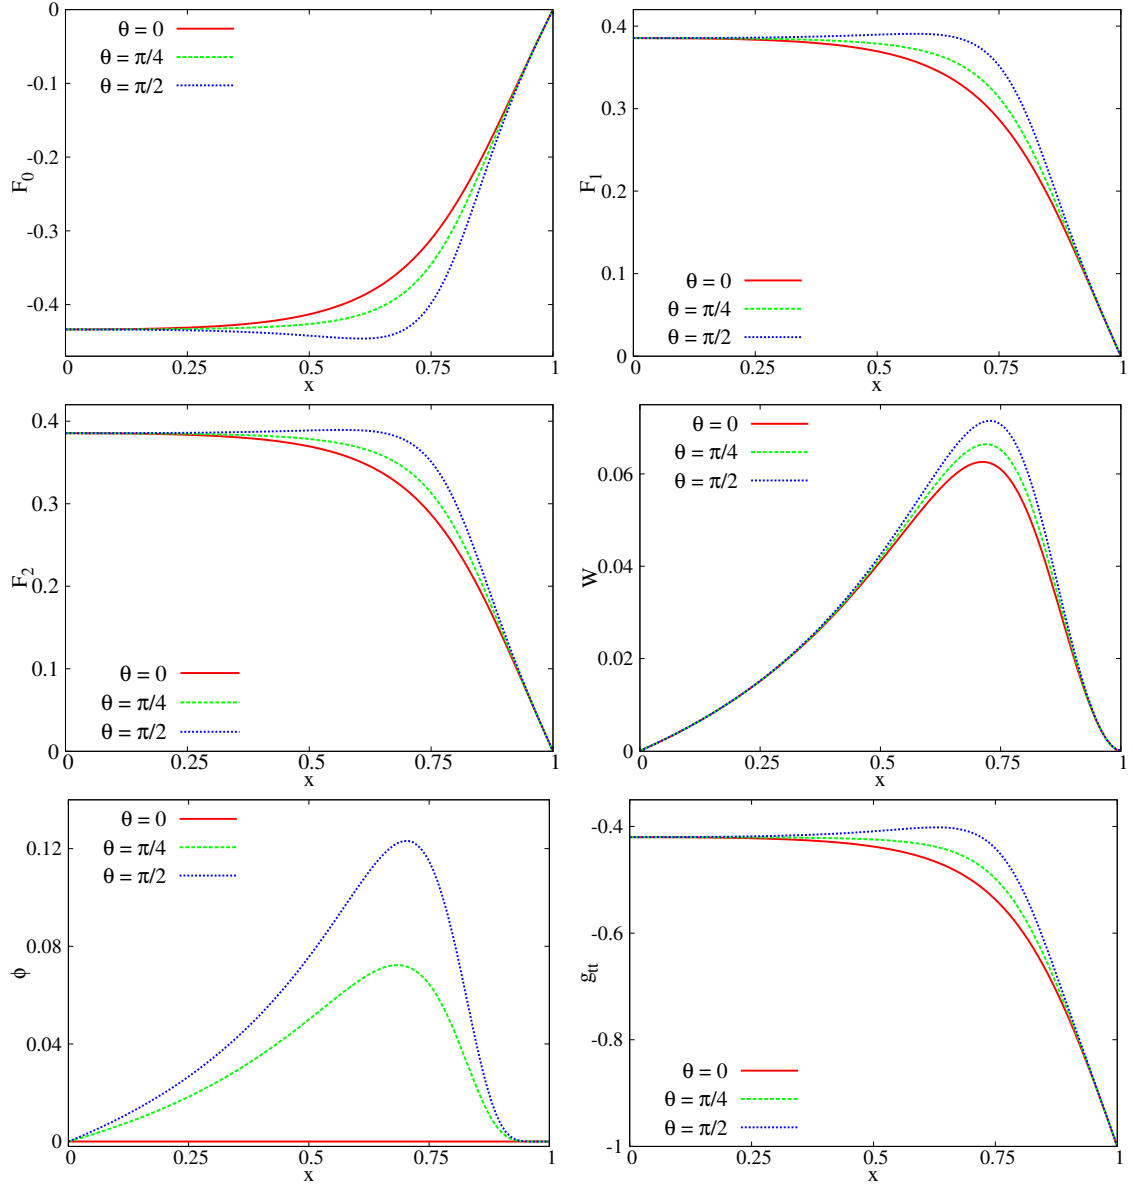 θ = 0
θ = π/4
θ = π/2
0
-0.1
-0.2
-0.3
-0.4
F0
0 0.25 0.5 0.75 1
x
0.4
0.3
0.2
0.1
0
F1
θ = 0
θ = π/4
θ = π/2
0 0.25 0.5 0.75 1
x
0.4
0.3
0.2
0.1
0
F2
θ = 0
θ = π/4
θ = π/2
0 0.25 0.5 0.75 1
x
θ = 0
θ = π/4
θ = π/2
0.06
0.04
0.02
0
W
0 0.25 0.5 0.75 1
x
θ = 0
θ = π/4
θ = π/2
0.12
0.08
0.04
0
ϕ
0 0.25 0.5 0.75 1
x
-0.4
-0.6
-0.8
-1
gtt
θ = 0
θ = π/4
θ = π/2
0 0.25 0.5 0.75 1
x